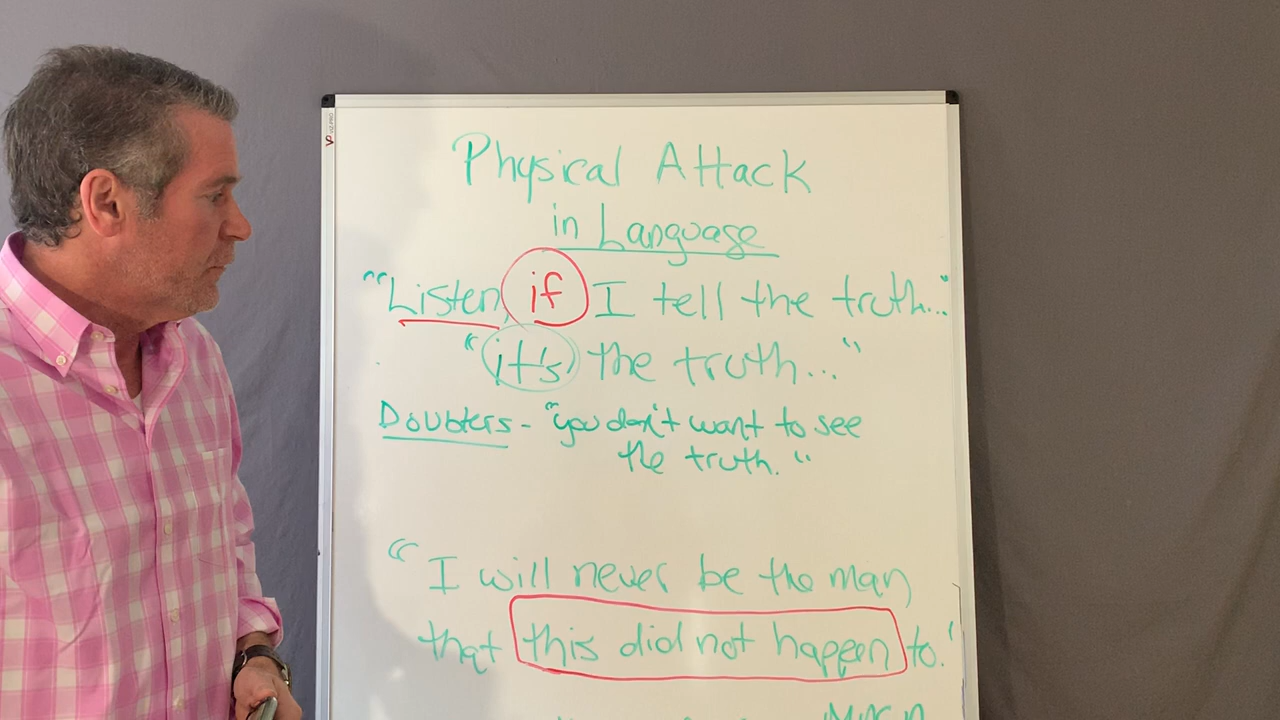 Physical Attack
in Language
"Listen, if I tell the truth..."
"it's the truth..."
Doubters - "you don't want to see
the truth."
"I will never be the man
that this did not happen to."